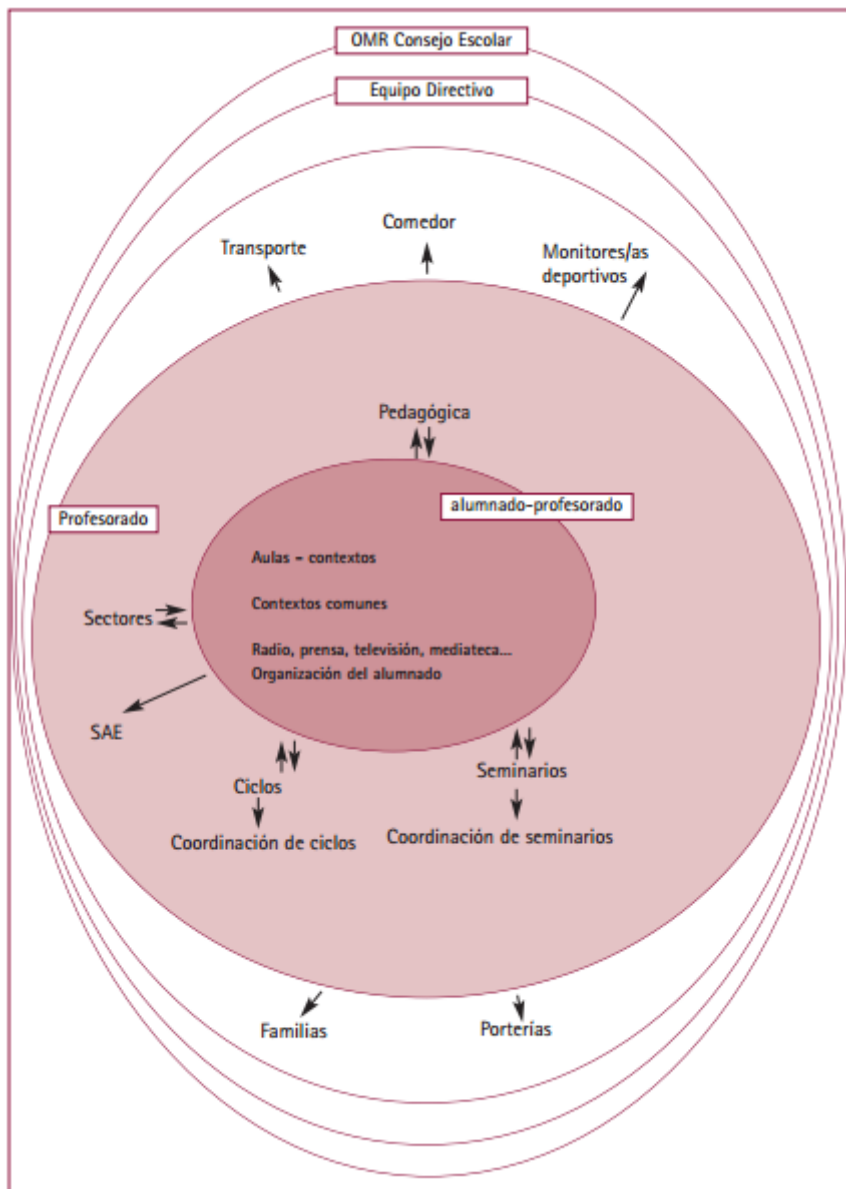 OMR Consejo Escolar
Equipo Directivo
Comedor
Transporte
Monitores/as
deportivos
Pedagógica
alumnado-profesorado
Profesorado
Aulas - contextos
Contextos comunes
Sectores
Radio, prensa, televisión, mediateca...
Organización del alumnado
SAE
Ciclos
Seminarios
Coordinación de ciclos
Coordinación de seminarios
Familias
Porterías